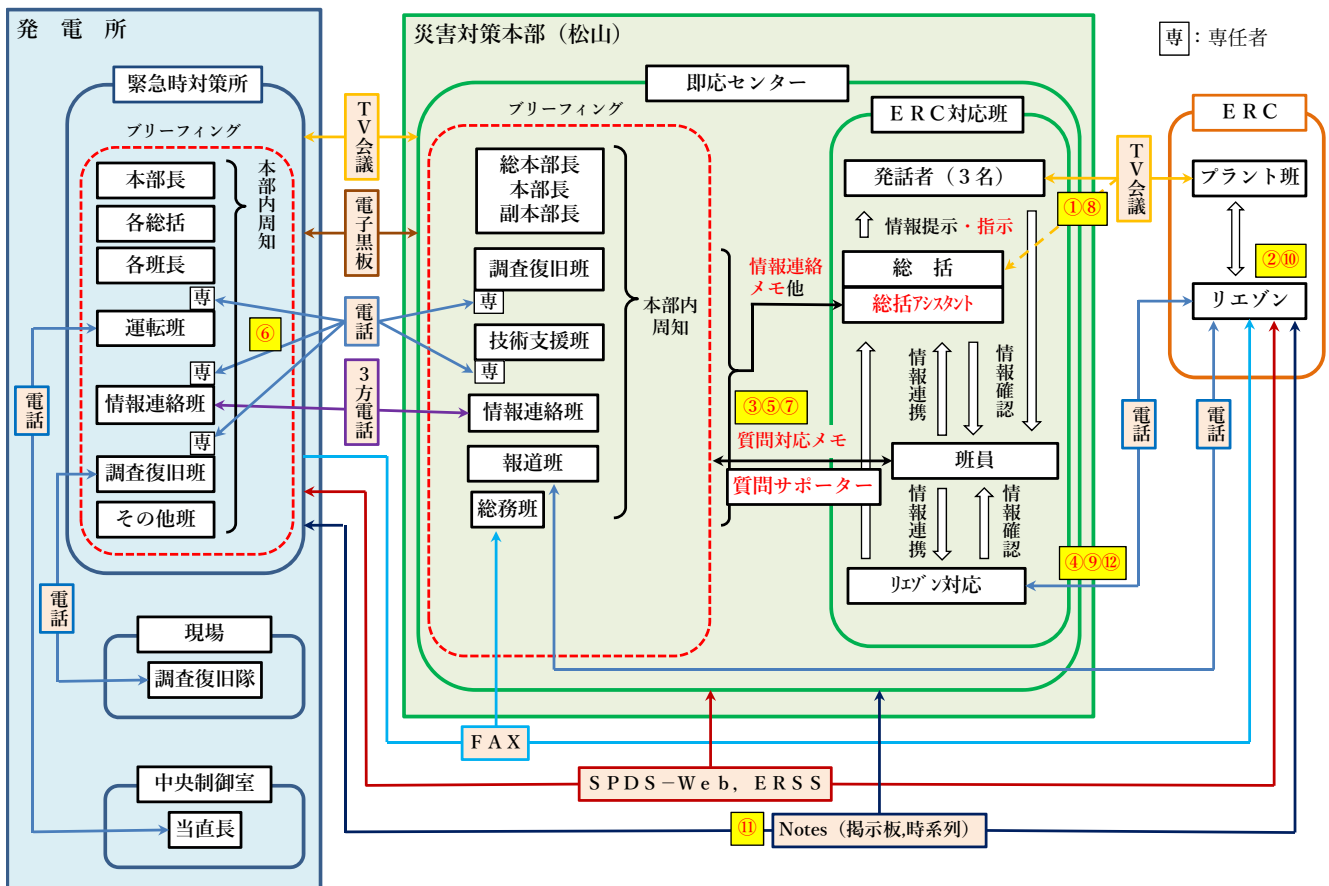 発 電 所
緊急時対策所
ブリーフィング
本部長
各総括
各班長
専
運転班
専
情報連絡班
専
調査復旧班
その他班
本部内周知
⑥
電話
電話
現場
調査復旧隊
中央制御室
当直長
TV会議
電子黒板
電話
3方電話
災害対策本部（松山）
即応センター
ブリーフィング
総本部長
本部長
副本部長
調査復旧班
専
技術支援班
専
情報連絡班
報道班
総務班
本部内
周知
情報連絡
メモ他
③⑤⑦
質問対応メモ
質問サポーター
ＥＲＣ対応班
発話者（３名）
①⑧
情報提示・指示
総 括
総括アシスタント
情報連携
情報確認
班員
情報連携
情報確認
リエゾン対応
④⑨⑫
専：専任者
TV会議
ＥＲＣ
プラント班
②⑩
リエゾン
電話
電話
ＦＡＸ
ＳＰＤＳ－Ｗｅｂ，ＥＲＳＳ
⑪
Notes（掲示板,時系列）